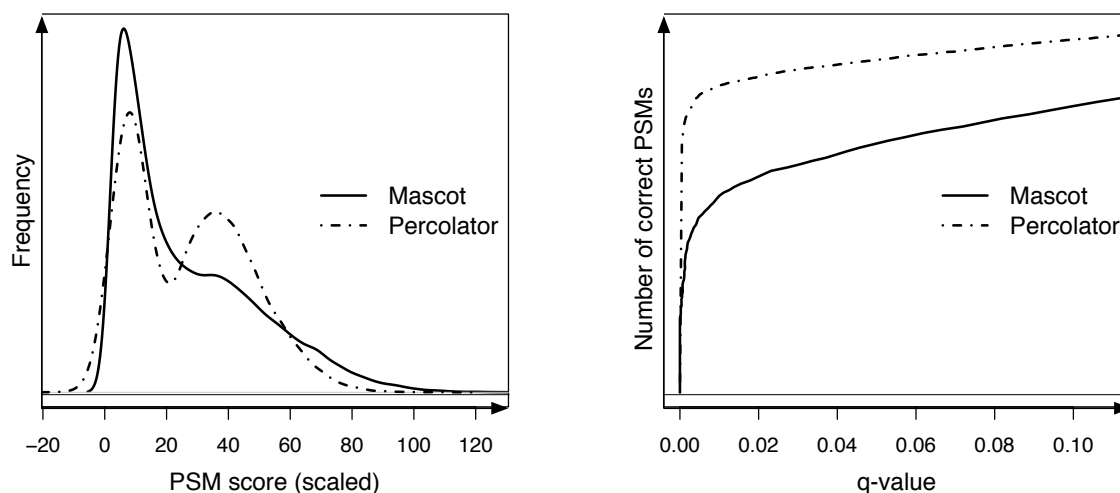 Frequency
Mascot
Percolator
−20 0 20 40 60 80 100 120
PSM score (scaled)
Number of correct PSMs
Mascot
Percolator
0.00 0.02 0.04 0.06 0.08 0.10
q-value